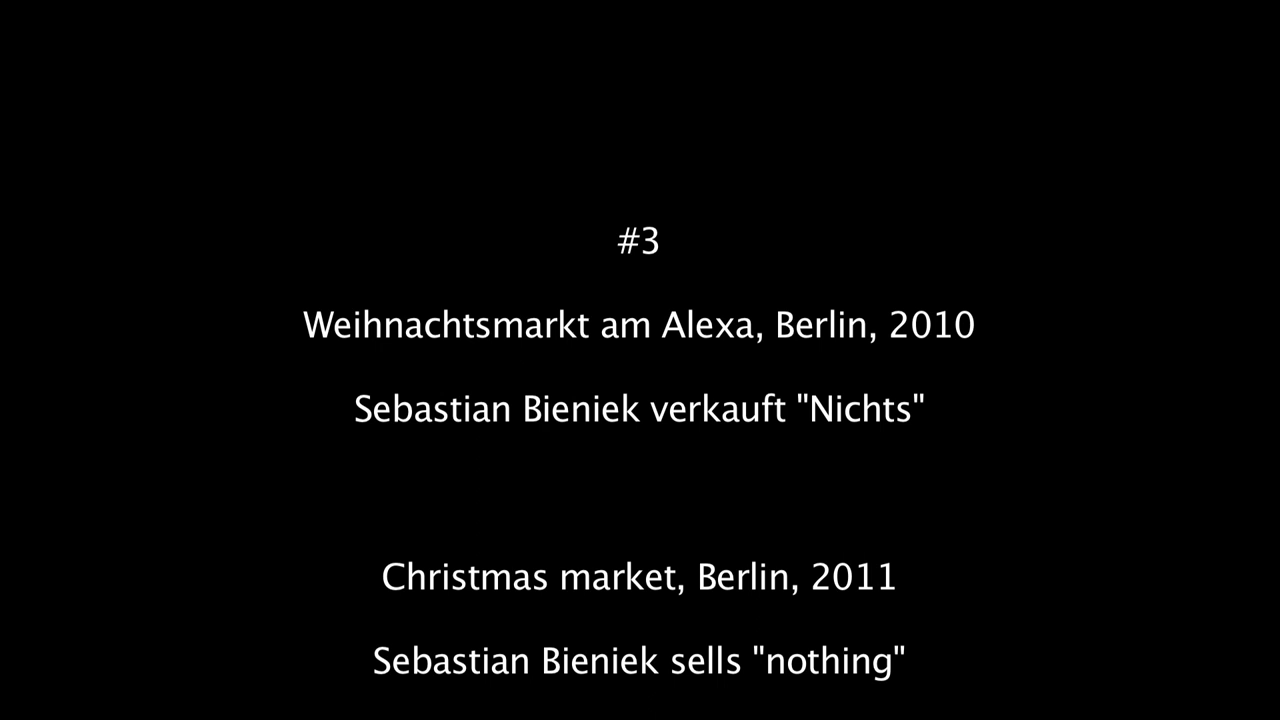 #3
Weihnachtsmarkt am Alexa, Berlin, 2010
Sebastian Bieniek verkauft "Nichts"
Christmas market, Berlin, 2011
Sebastian Bieniek sells "nothing"